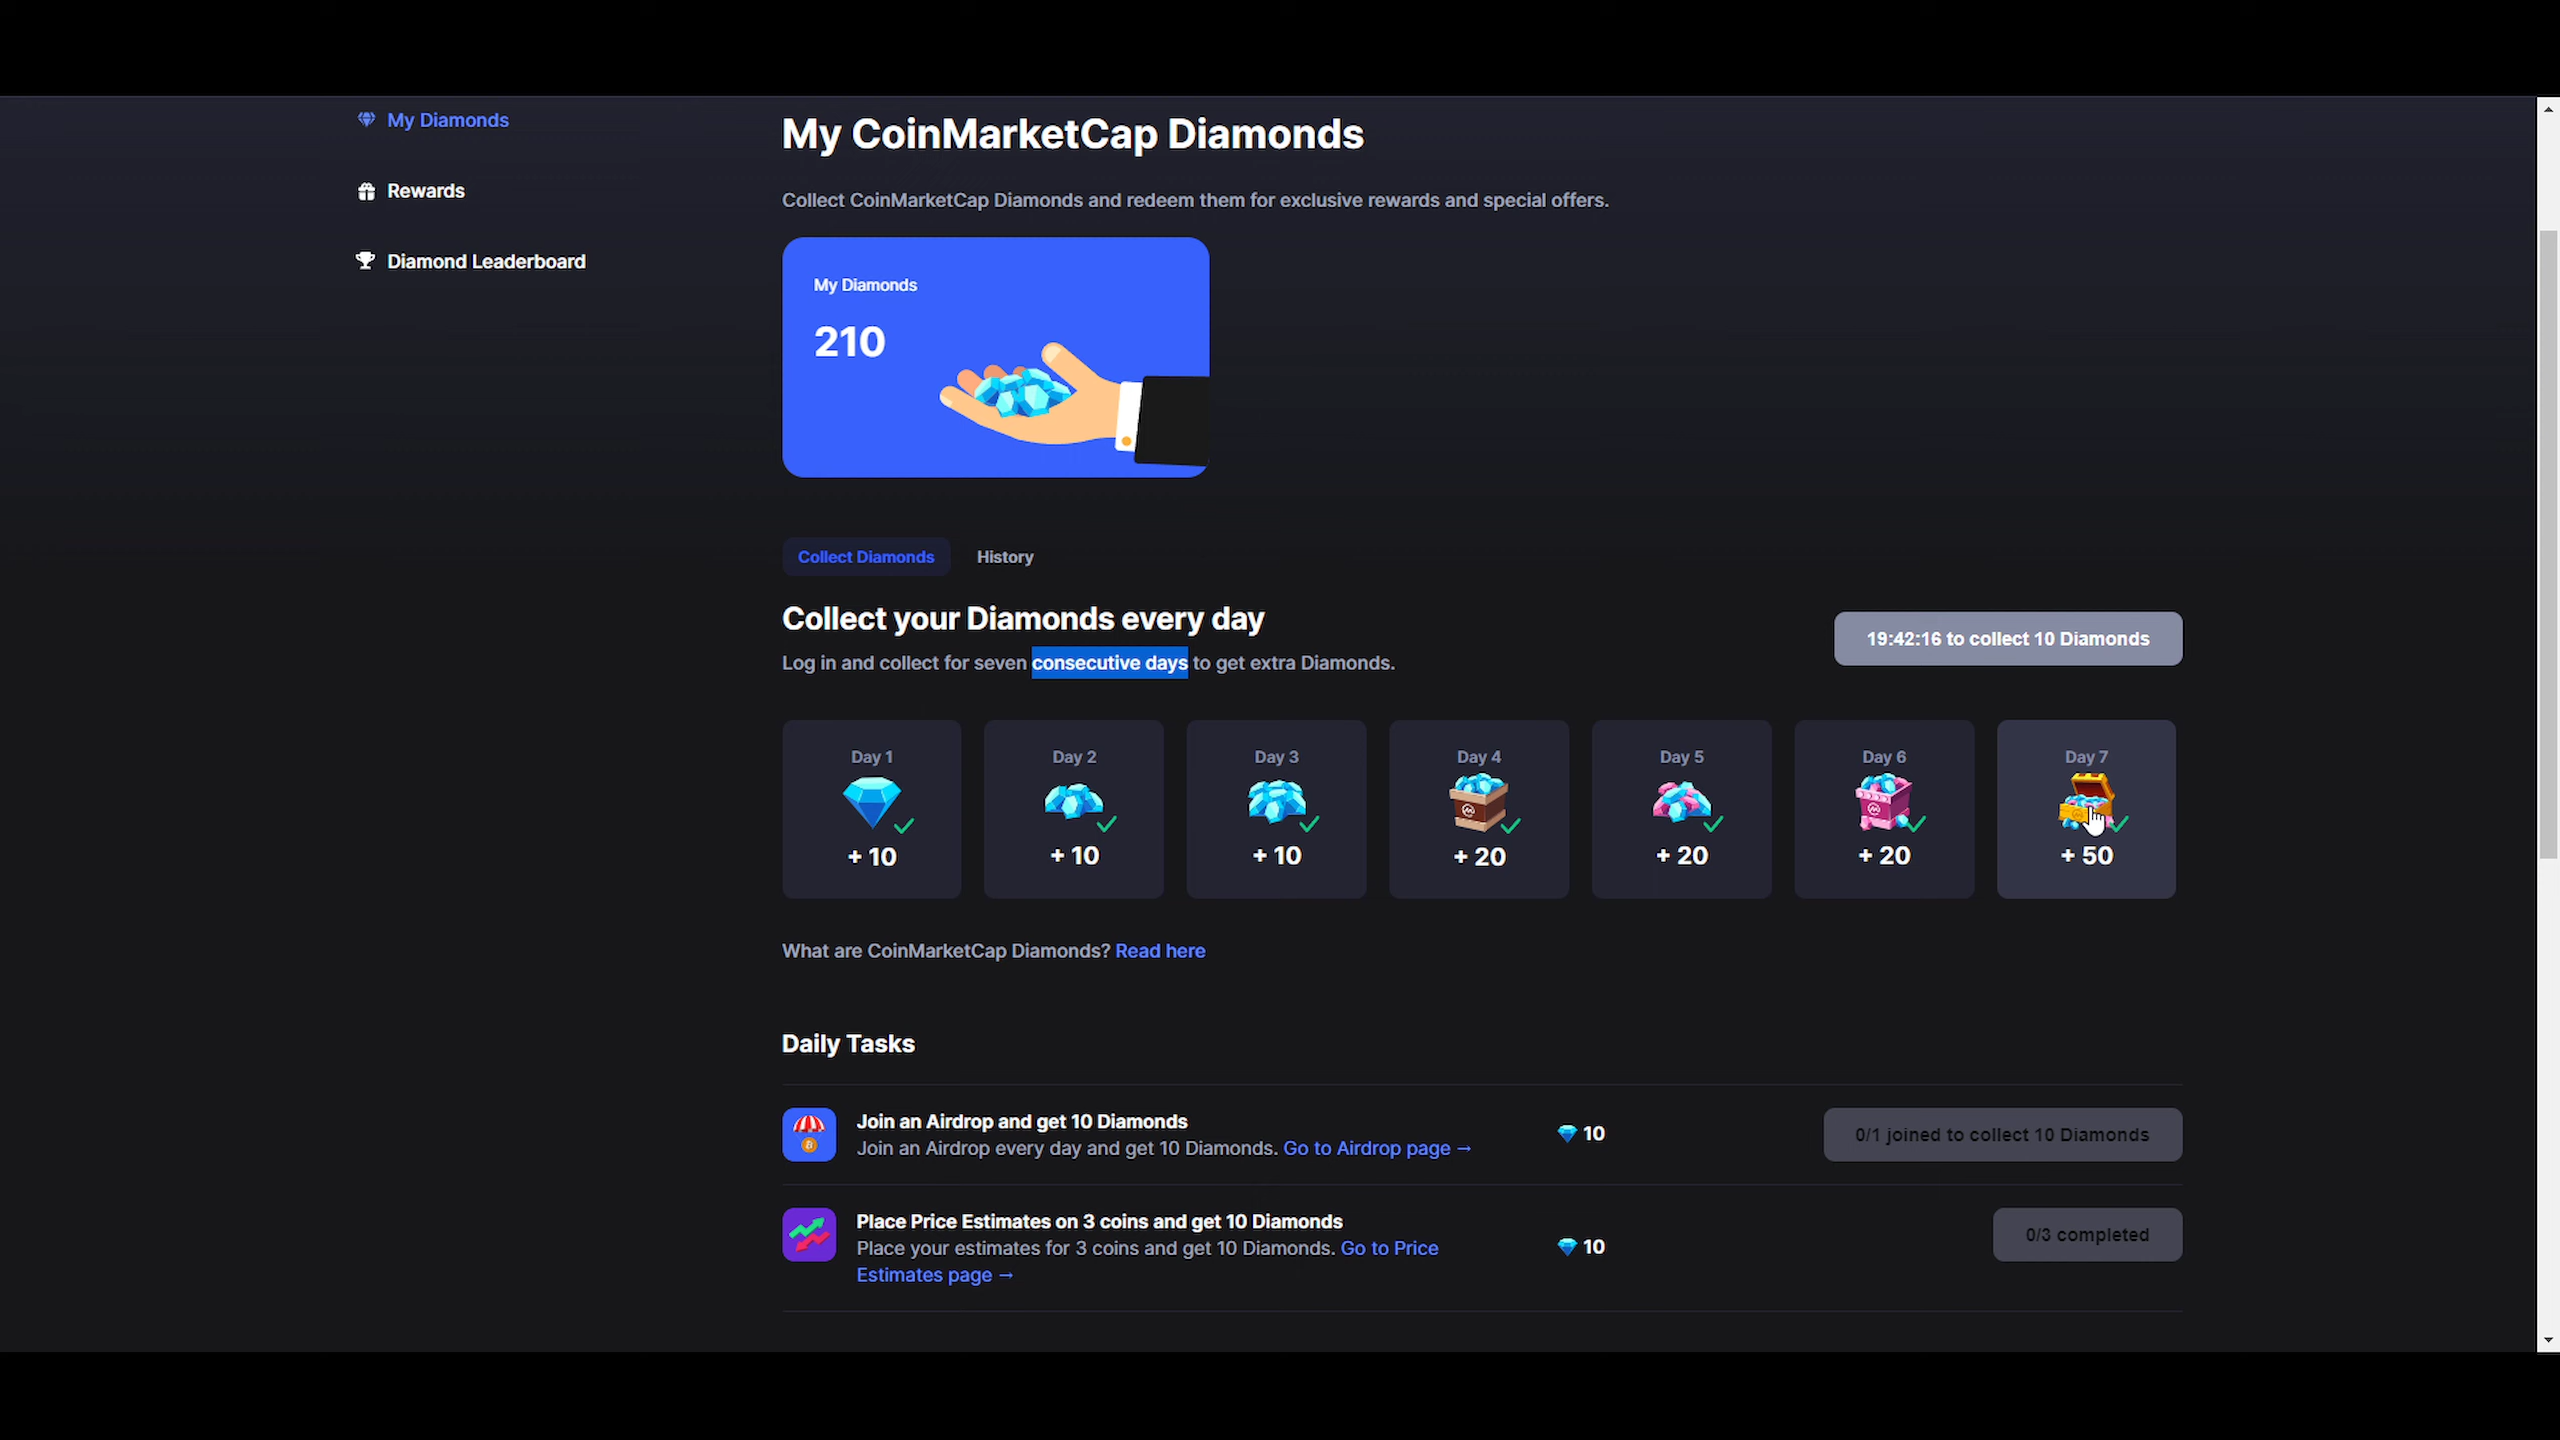 My Diamonds
Rewards
Diamond Leaderboard
My CoinMarketCap Diamonds
Collect CoinMarketCap Diamonds and redeem them for exclusive rewards and special offers.
My Diamonds
210
Collect Diamonds History
Collect your Diamonds every day
Log in and collect for seven consecutive days to get extra Diamonds.
19:42:16 to collect 10 Diamonds
Day 1 Day 2 Day 3 Day 4 Day 5 Day 6 Day 7
+ 10 + 10 + 10 + 20 + 20 + 20 + 50
What are CoinMarketCap Diamonds? Read here
Daily Tasks
Join an Airdrop and get 10 Diamonds
Join an Airdrop every day and get 10 Diamonds. Go to Airdrop page →
10
0/1 joined to collect 10 Diamonds
Place Price Estimates on 3 coins and get 10 Diamonds
Place your estimates for 3 coins and get 10 Diamonds. Go to Price
Estimates page →
10
0/3 completed